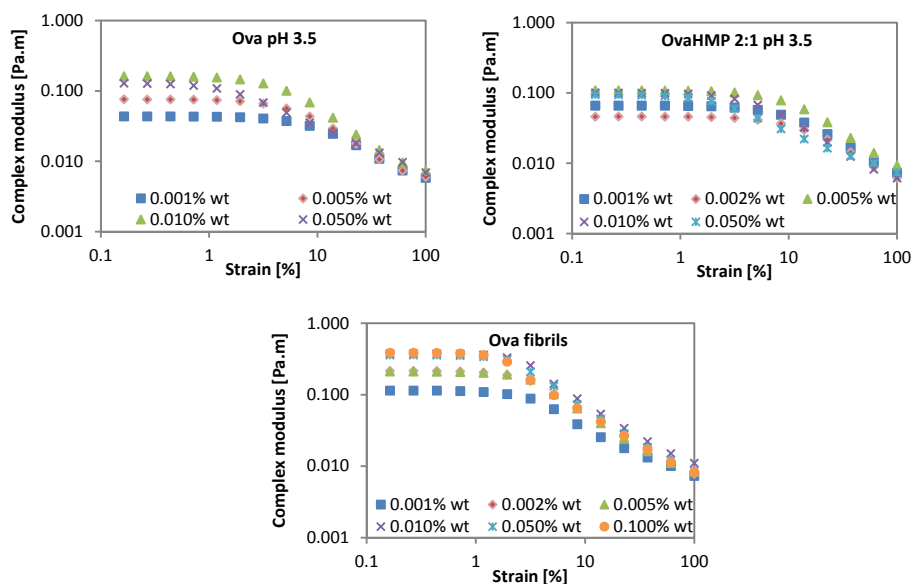 Ova pH 3.5
Complex modulus [Pa.m]
1.000
0.100
0.010
0.001
0.001% wt 0.005% wt
0.010% wt 0.050% wt
0.1 1 10 100
Strain [%]
OvaHMP 2:1 pH 3.5
Complex modulus [Pa.m]
1.000
0.100
0.010
0.001
0.001% wt 0.002% wt 0.005% wt
0.010% wt 0.050% wt
0.1 1 10 100
Strain [%]
Ova fibrils
Complex modulus [Pa.m]
1.000
0.100
0.010
0.001
0.001% wt 0.002% wt 0.005% wt
0.010% wt 0.050% wt 0.100% wt
0.1 1 10 100
Strain [%]